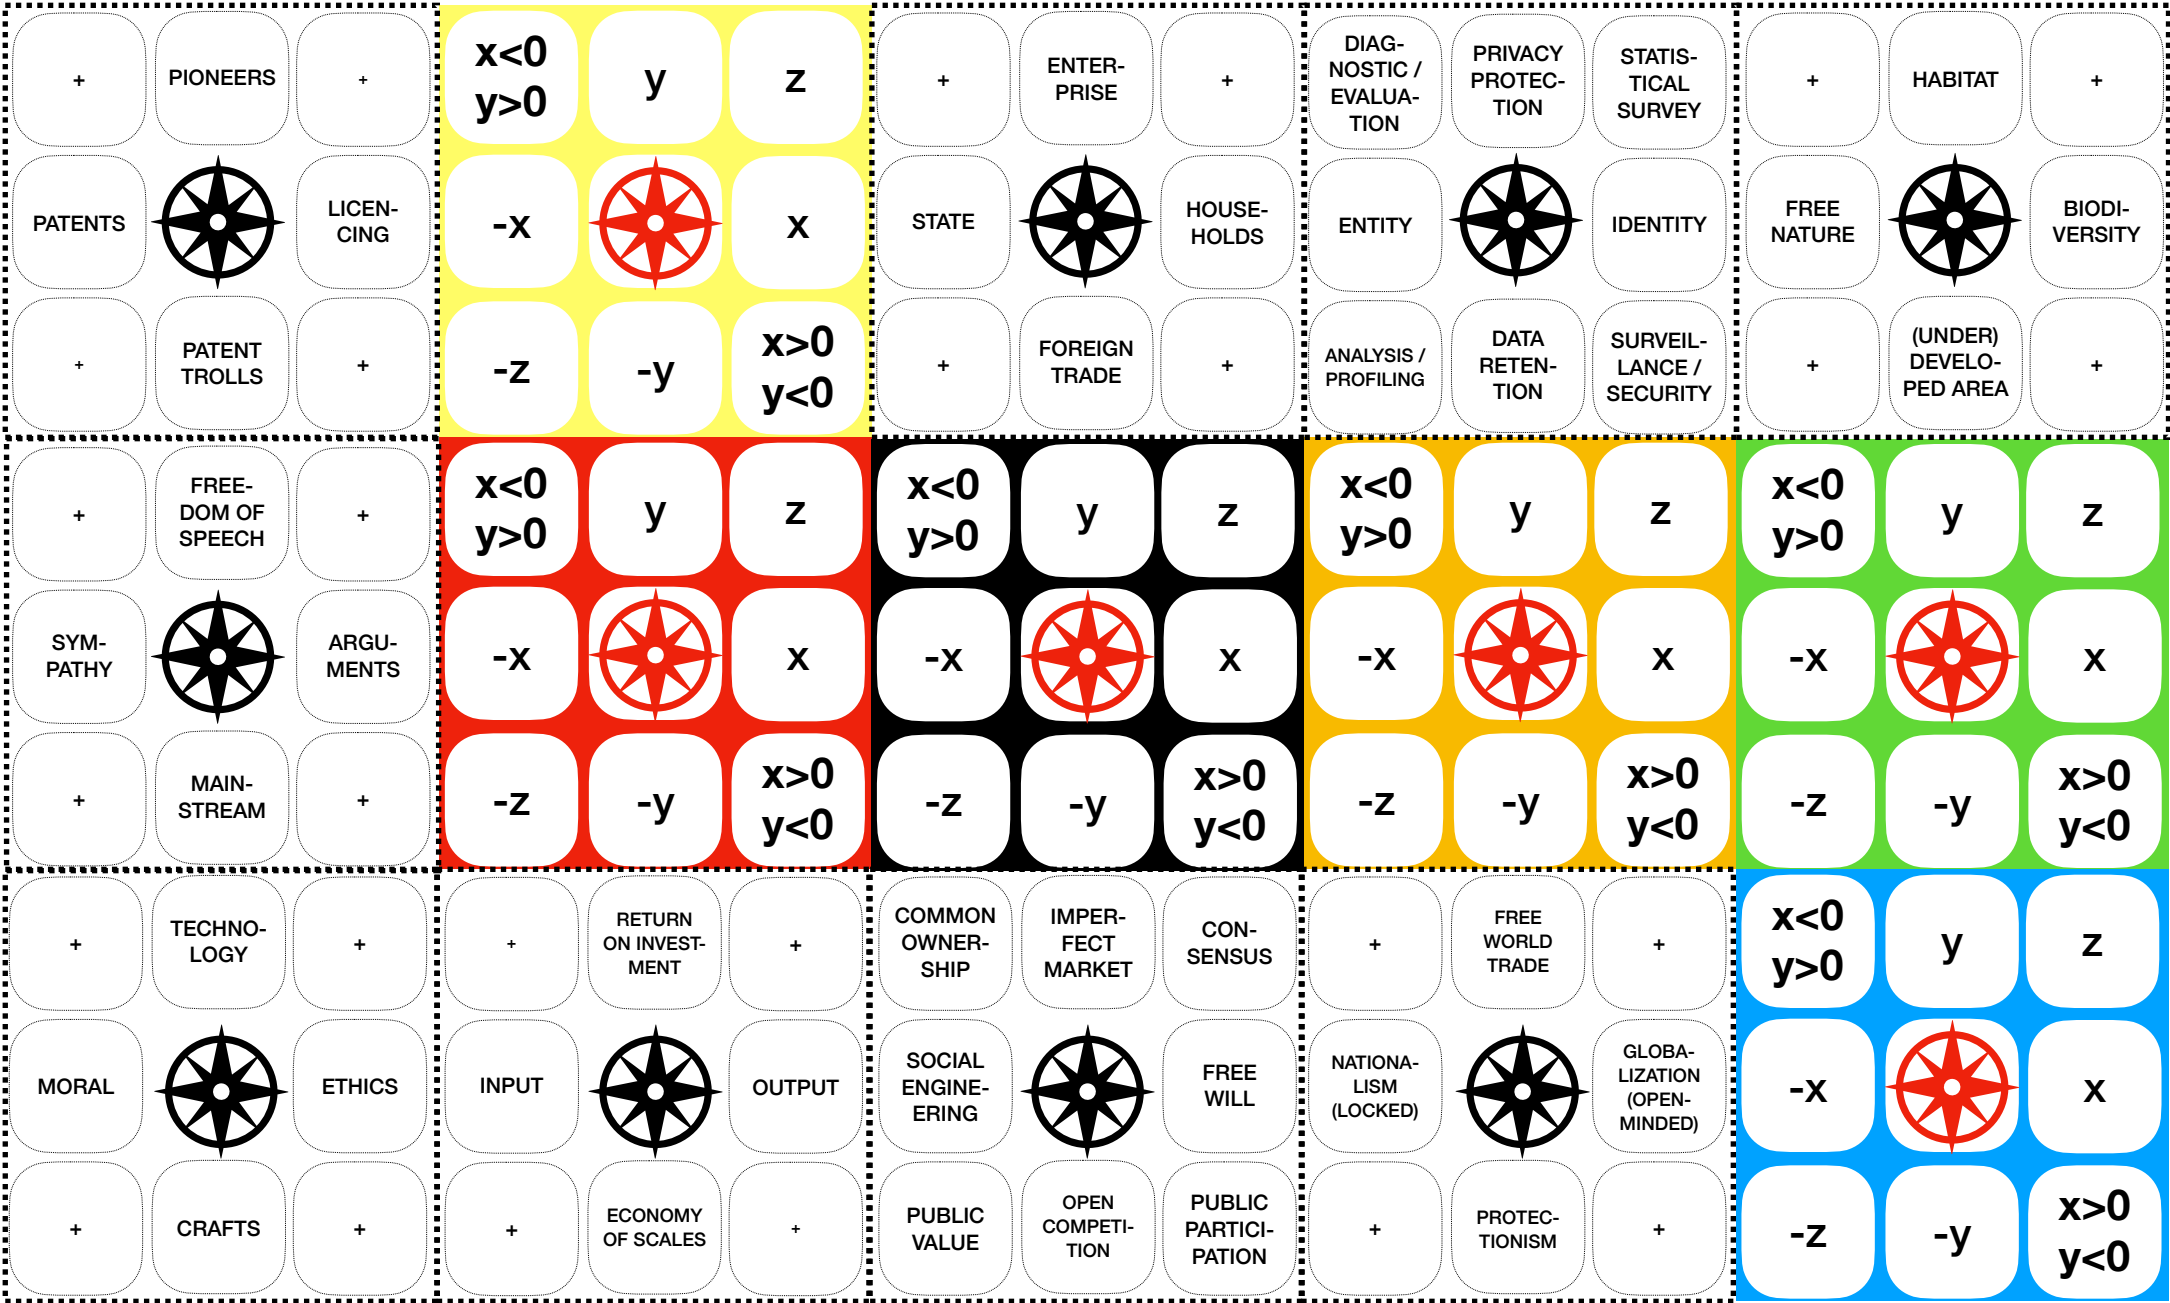 +
PIONEERS
+
PATENTS
LICEN-
CING
+
PATENT
TROLLS
+
x<0
y>0
y
z
-x
x
-z
-y
x>0
y<0
+
ENTER-
PRISE
+
STATE
HOUSE-
HOLDS
+
FOREIGN
TRADE
+
DIAG-
NOSTIC /
EVALUA-
TION
PRIVACY
PROTEC-
TION
STATIS-
TICAL
SURVEY
ENTITY
IDENTITY
ANALYSIS /
PROFILING
DATA
RETEN-
TION
SURVEIL-
LANCE /
SECURITY
+
HABITAT
+
FREE
NATURE
BIODI-
VERSITY
+
(UNDER)
DEVELO-
PED AREA
+
+
FREE-
DOM OF
SPEECH
+
SYM-
PATHY
ARGU-
MENTS
+
MAIN-
STREAM
+
x<0
y>0
y
z
-x
x
-z
-y
x>0
y<0
x<0
y>0
y
z
-x
x
-z
-y
x>0
y<0
x<0
y>0
y
z
-x
x
-z
-y
x>0
y<0
x<0
y>0
y
z
-x
x
-z
-y
x>0
y<0
+
TECHNO-
LOGY
+
MORAL
ETHICS
+
CRAFTS
+
+
RETURN
ON INVEST-
MENT
+
INPUT
OUTPUT
+
ECONOMY
OF SCALES
+
COMMON
OWNER-
SHIP
IMPER-
FECT
MARKET
CON-
SENSUS
SOCIAL
ENGINE-
ERING
FREE
WILL
PUBLIC
VALUE
OPEN
COMPETI-
TION
PUBLIC
PARTICI-
PATION
+
FREE
WORLD
TRADE
+
NATIONA-
LISM
(LOCKED)
GLOBA-
LIZATION
(OPEN-
MINDED)
+
PROTEC-
TIONISM
+
x<0
y>0
y
z
-x
x
-z
-y
x>0
y<0